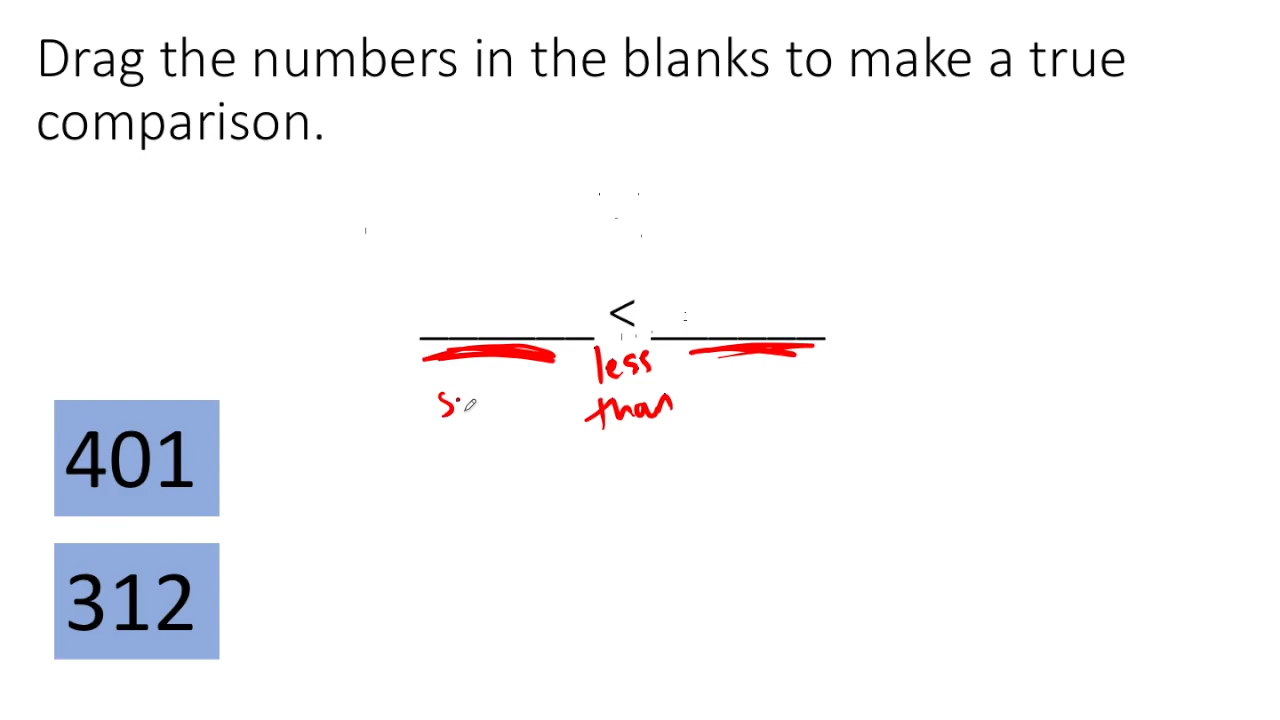 Drag the numbers in the blanks to make a true
comparison.
<
less
than
401
312